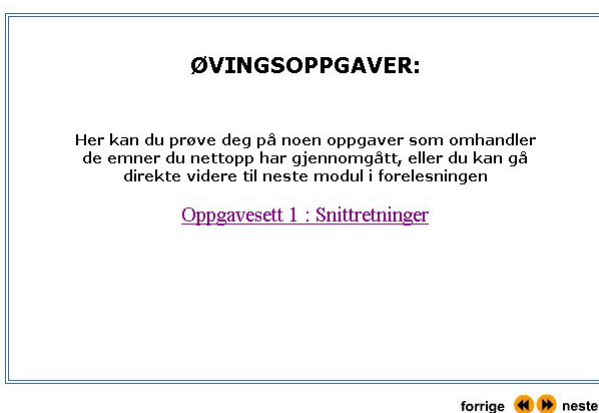 ØVINGSOPPGAVER:
Her kan du prøve deg på noen oppgaver som omhandler
de emner du nettopp har gjennomgått, eller du kan gå
direkte videre til neste modul i forelesningen
Oppgavesett 1 : Snittretninger
forrige neste